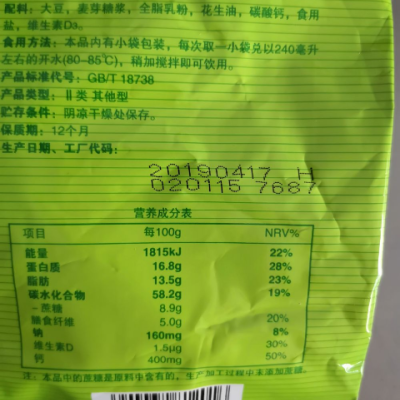 配料：大豆，麦芽糖浆，全脂乳粉，花生油，碳酸钙，食用
盐，维生素D₃。
食用方法：本品内有小袋包装，每次取一小袋兑以240毫升
左右的开水(80-85℃)，稍加搅拌即可饮用。
产品标准代号：GB/T 18738
产品类型：Ⅱ类 其他型
贮存条件：阴凉干燥处保存。
保质期：12个月
生产日期、工厂代码：
20190417 H
020115 7687
营养成分表
项目 每100g NRV%
能量 1815kJ 22%
蛋白质 16.8g 28%
脂肪 13.5g 23%
碳水化合物 58.2g 19%
-蔗糖 8.9g
膳食纤维 5.0g 20%
钠 160mg 8%
维生素D 1.5μg 30%
钙 400mg 50%
注：本品中的蔗糖是原料中含有的，生产加工过程中未添加蔗糖。